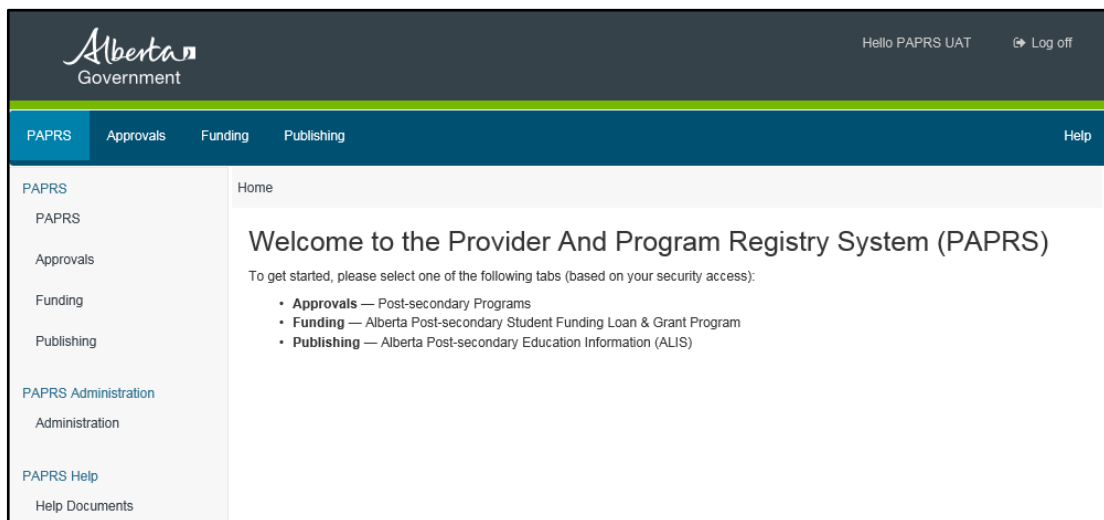 Alberta
Government
Hello PAPRS UAT Log off
PAPRS Approvals Funding Publishing Help
PAPRS
PAPRS
Approvals
Funding
Publishing
PAPRS Administration
Administration
PAPRS Help
Help Documents
Home
Welcome to the Provider And Program Registry System (PAPRS)
To get started, please select one of the following tabs (based on your security access):
• Approvals — Post-secondary Programs
• Funding — Alberta Post-secondary Student Funding Loan & Grant Program
• Publishing — Alberta Post-secondary Education Information (ALIS)